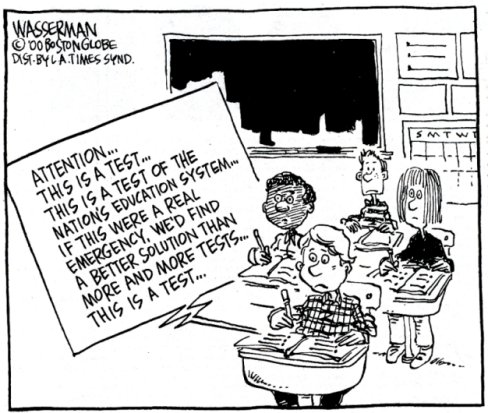 WASSERMAN
© '00 BOSTON GLOBE
DIST. BY L.A. TIMES SYND.
ATTENTION...
THIS IS A TEST...
THIS IS A TEST OF THE
NATION'S EDUCATION SYSTEM...
IF THIS WERE A REAL
EMERGENCY, WE'D FIND
A BETTER SOLUTION THAN
MORE AND MORE TESTS...
THIS IS A TEST...
S M T W T